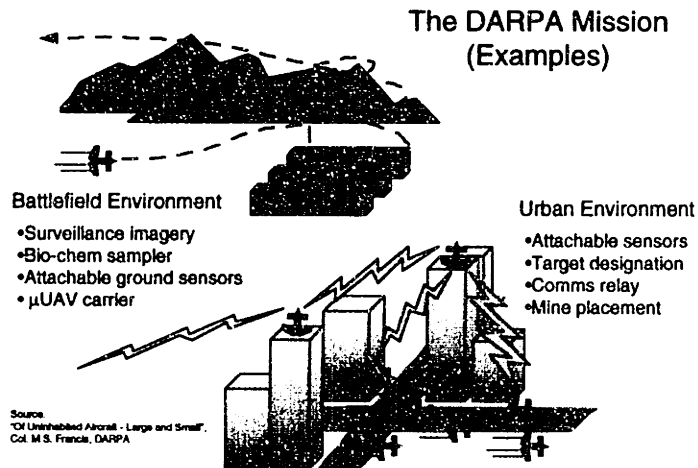 The DARPA Mission
(Examples)
Battlefield Environment
•Surveillance imagery
•Bio-chem sampler
•Attachable ground sensors
• µUAV carrier
Urban Environment
•Attachable sensors
•Target designation
•Comms relay
•Mine placement
Source.
"Of Uninhabited Aircraft - Large and Small",
Col. M.S. Francis, DARPA